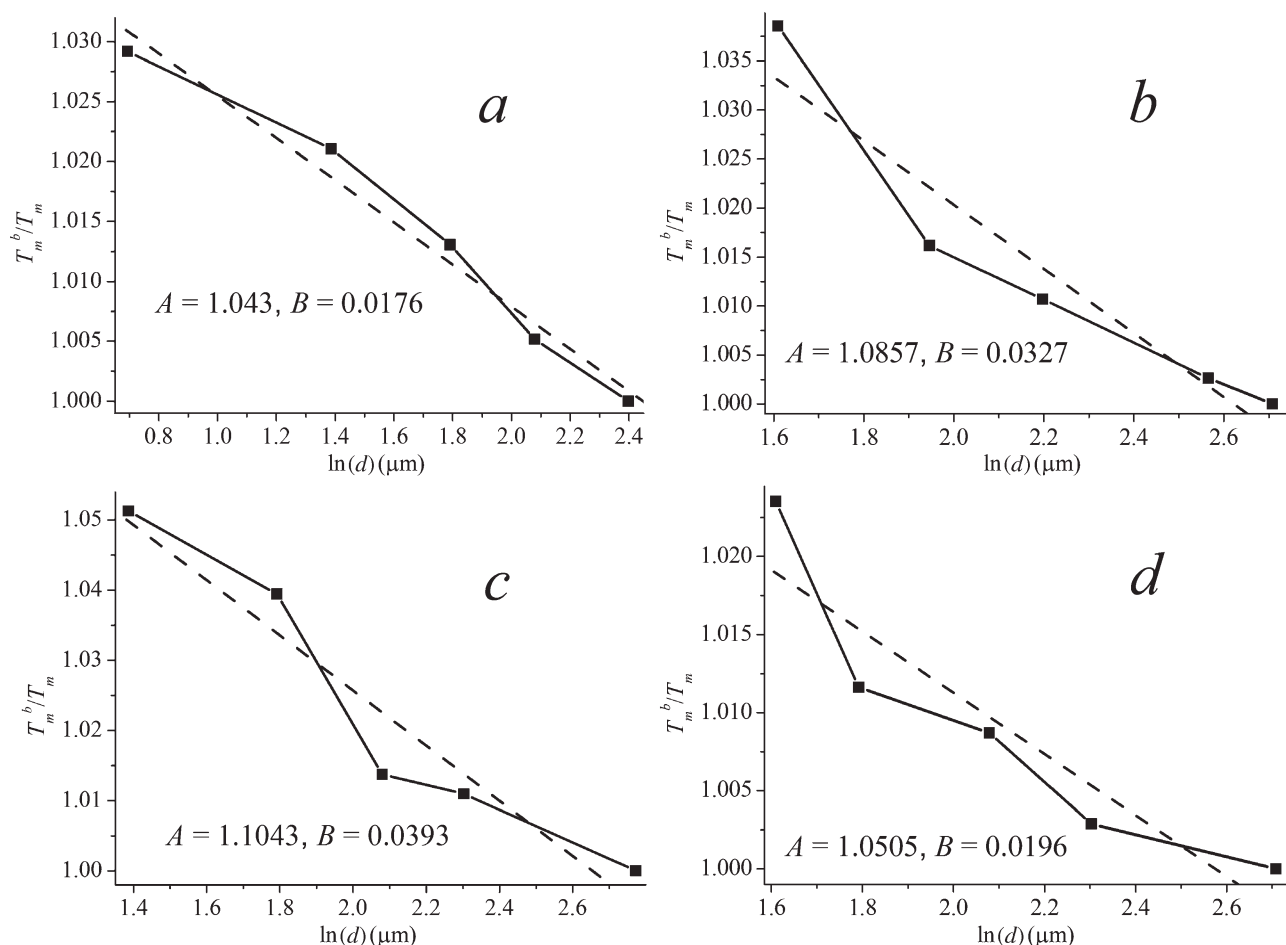 1.030
1.025
1.020
1.015
1.010
1.005
1.000
T_m^b/T_m
a
A = 1.043, B = 0.0176
0.8 1.0 1.2 1.4 1.6 1.8 2.0 2.2 2.4
ln(d) (μm)
1.035
1.030
1.025
1.020
1.015
1.010
1.005
1.000
T_m^b/T_m
b
A = 1.0857, B = 0.0327
1.6 1.8 2.0 2.2 2.4 2.6
ln(d) (μm)
1.05
1.04
1.03
1.02
1.01
1.00
T_m^b/T_m
c
A = 1.1043, B = 0.0393
1.4 1.6 1.8 2.0 2.2 2.4 2.6 2.8
ln(d) (μm)
1.020
1.015
1.010
1.005
1.000
T_m^b/T_m
d
A = 1.0505, B = 0.0196
1.6 1.8 2.0 2.2 2.4 2.6
ln(d) (μm)